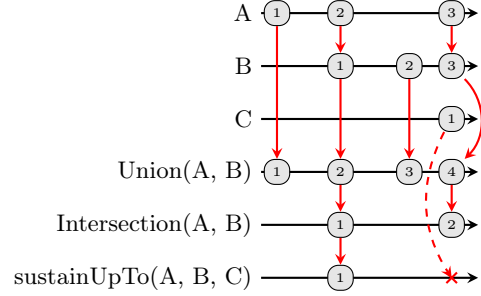 A 1 2 3
B 1 2 3
C 1
Union(A, B) 1 2 3 4
Intersection(A, B) 1 2
sustainUpTo(A, B, C) 1